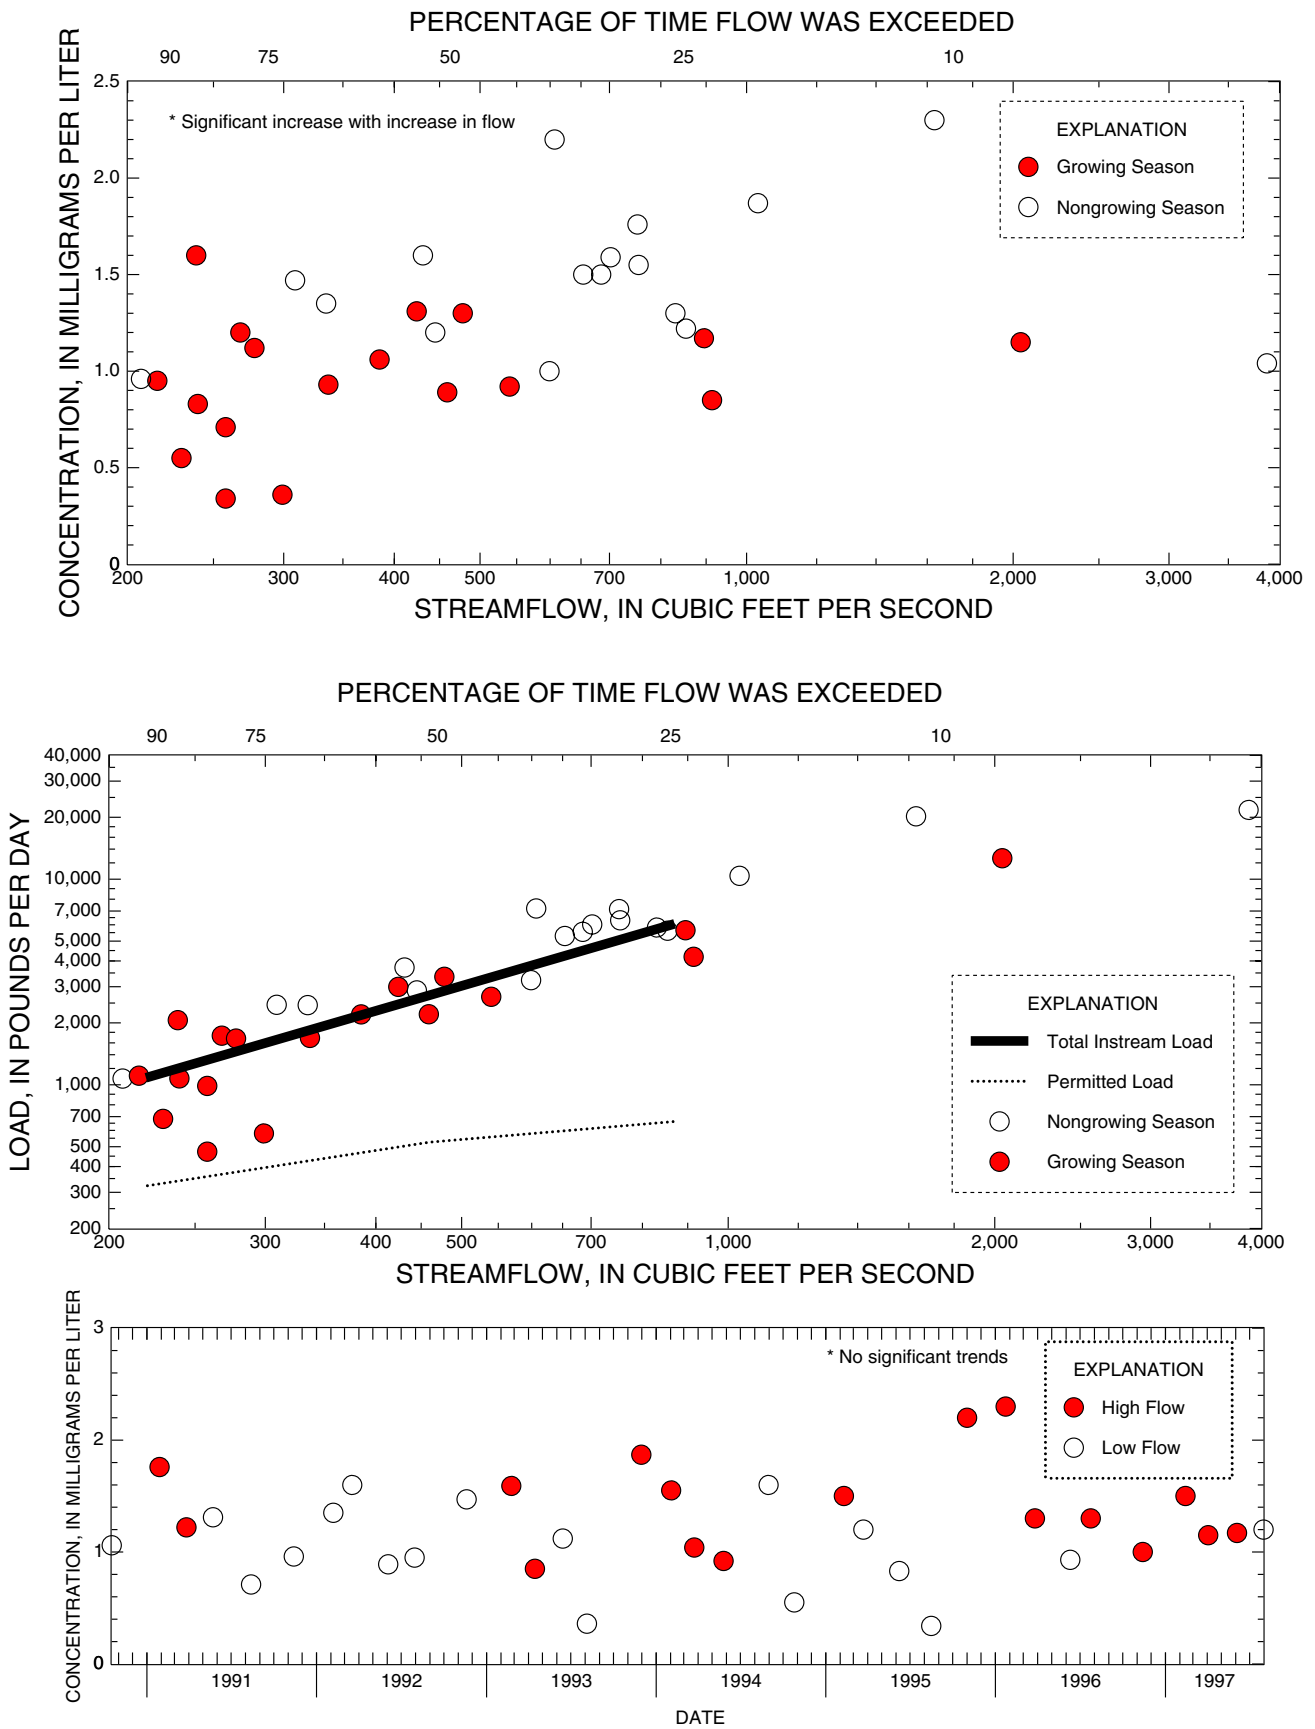 PERCENTAGE OF TIME FLOW WAS EXCEEDED
90 75 50 25 10
CONCENTRATION, IN MILLIGRAMS PER LITER
2.5
2.0
1.5
1.0
0.5
0
* Significant increase with increase in flow
EXPLANATION
Growing Season
Nongrowing Season
200 300 400 500 700 1,000 2,000 3,000 4,000
STREAMFLOW, IN CUBIC FEET PER SECOND
PERCENTAGE OF TIME FLOW WAS EXCEEDED
90 75 50 25 10
LOAD, IN POUNDS PER DAY
40,000
30,000
20,000
10,000
7,000
5,000
4,000
3,000
2,000
1,000
700
500
400
300
200
EXPLANATION
Total Instream Load
Permitted Load
Nongrowing Season
Growing Season
200 300 400 500 700 1,000 2,000 3,000 4,000
STREAMFLOW, IN CUBIC FEET PER SECOND
CONCENTRATION, IN MILLIGRAMS PER LITER
3
2
1
0
* No significant trends
EXPLANATION
High Flow
Low Flow
1991 1992 1993 1994 1995 1996 1997
DATE